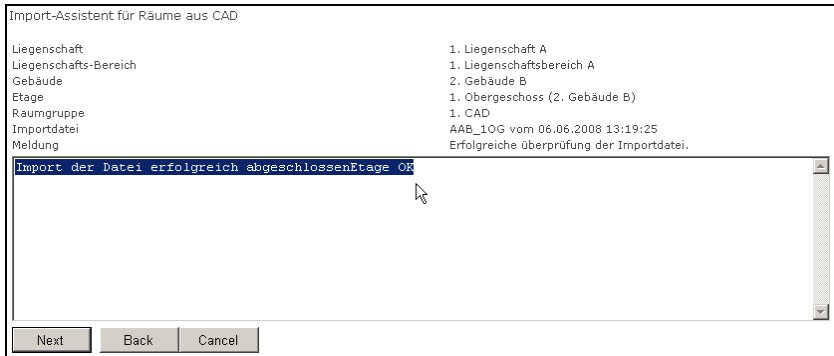 Import-Assistent für Räume aus CAD
Liegenschaft 1. Liegenschaft A
Liegenschafts-Bereich 1. Liegenschaftsbereich A
Gebäude 2. Gebäude B
Etage 1. Obergeschoss (2. Gebäude B)
Raumgruppe 1. CAD
Importdatei AAB_1OG vom 06.06.2008 13:19:25
Meldung Erfolgreiche überprüfung der Importdatei.
Import der Datei erfolgreich abgeschlossenEtage OK
Next Back Cancel